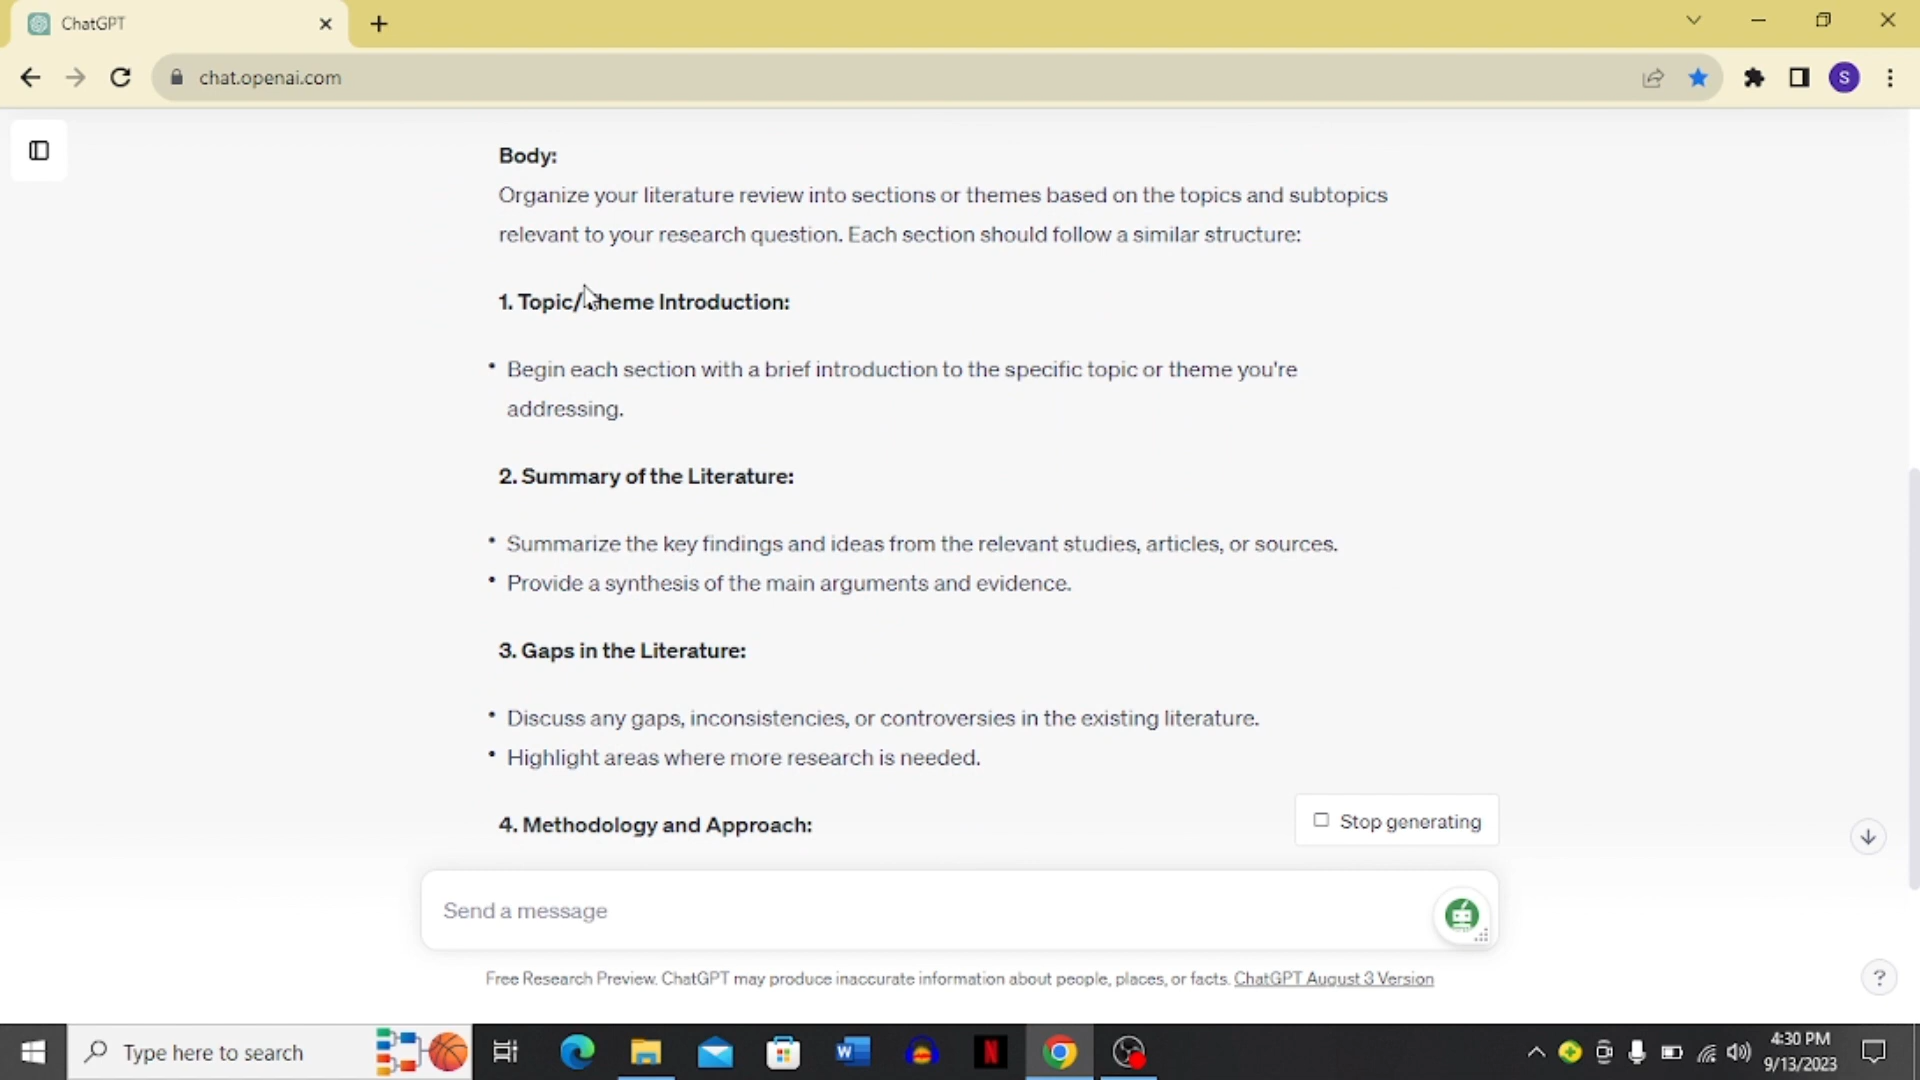 ChatGPT
chat.openai.com
S
Body:
Organize your literature review into sections or themes based on the topics and subtopics
relevant to your research question. Each section should follow a similar structure:
1. Topic/Theme Introduction:
• Begin each section with a brief introduction to the specific topic or theme you're
addressing.
2. Summary of the Literature:
• Summarize the key findings and ideas from the relevant studies, articles, or sources.
• Provide a synthesis of the main arguments and evidence.
3. Gaps in the Literature:
• Discuss any gaps, inconsistencies, or controversies in the existing literature.
• Highlight areas where more research is needed.
4. Methodology and Approach:
Stop generating
Send a message
Free Research Preview. ChatGPT may produce inaccurate information about people, places, or facts. ChatGPT August 3 Version
?
Type here to search
4:30 PM
9/13/2023